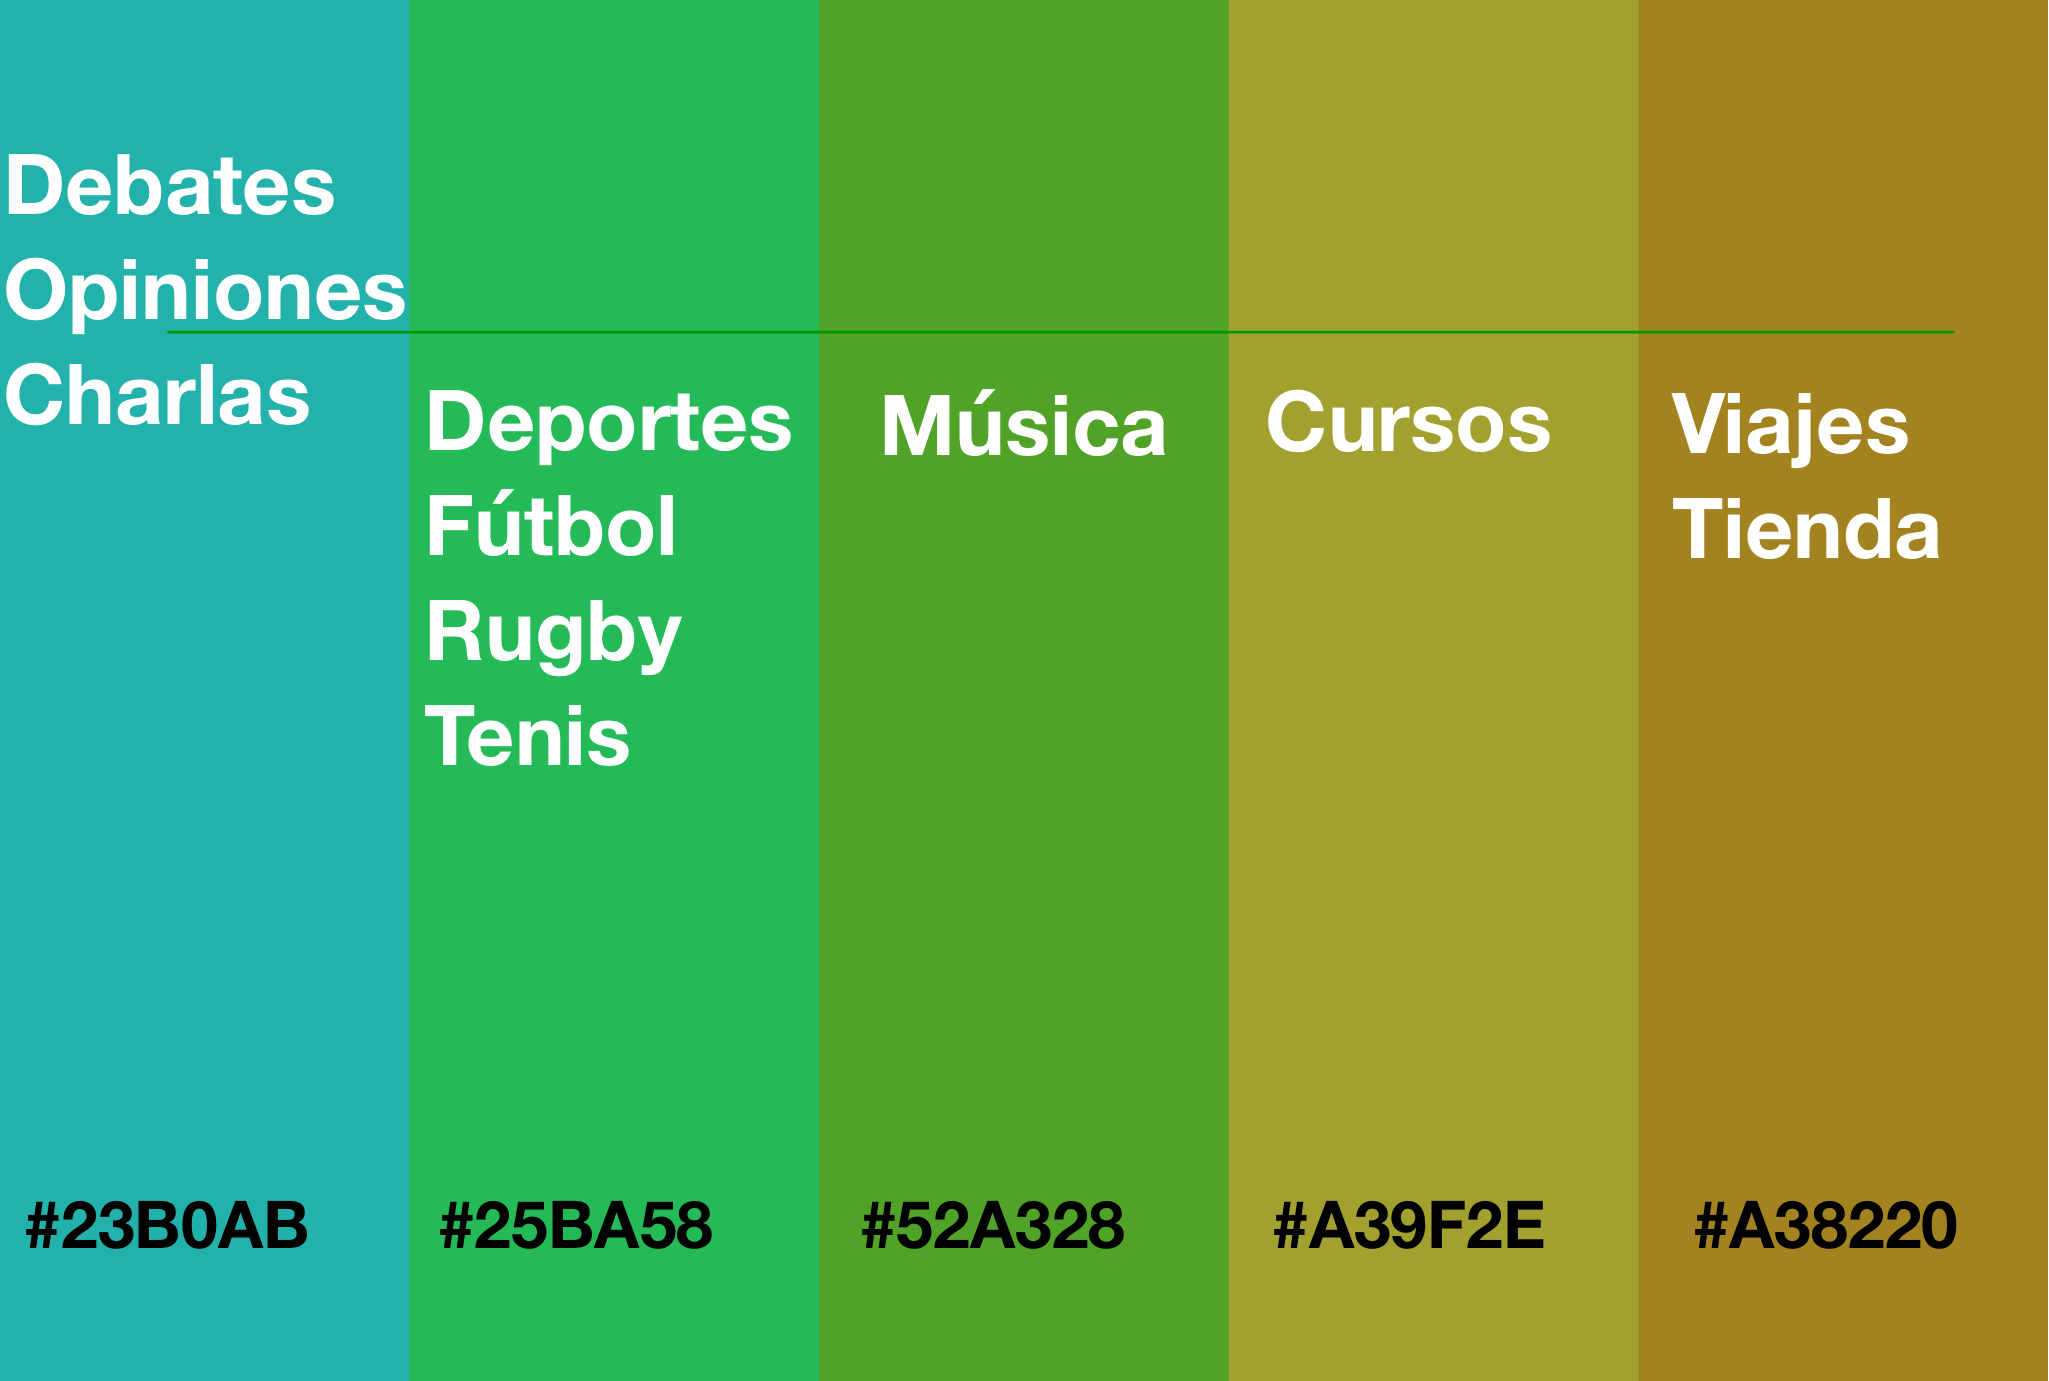 Debates
Opiniones
Charlas
Deportes
Fútbol
Rugby
Tenis
Música
Cursos
Viajes
Tienda
#23B0AB
#25BA58
#52A328
#A39F2E
#A38220